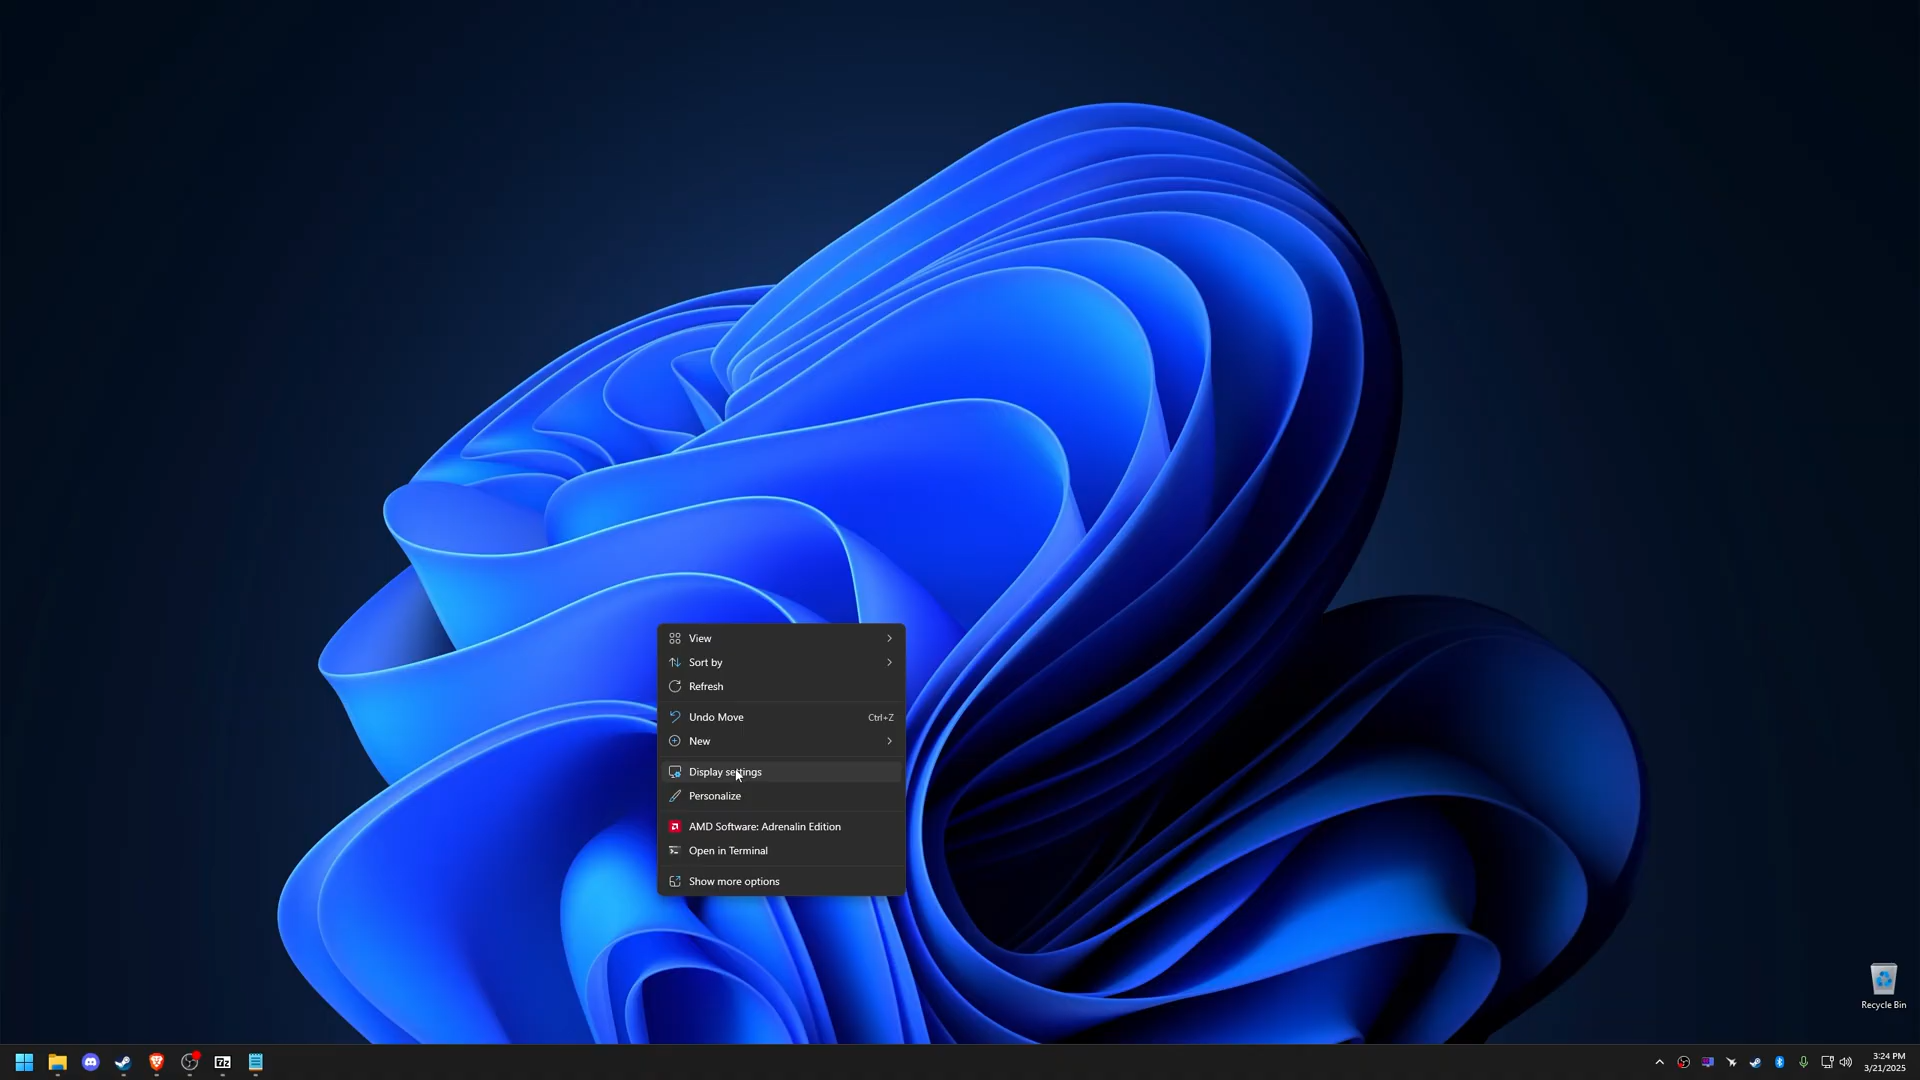 View
Sort by
Refresh
Undo Move Ctrl+Z
New
Display settings
Personalize
AMD Software: Adrenalin Edition
Open in Terminal
Show more options
Recycle Bin
7z
3:24 PM
3/21/2025